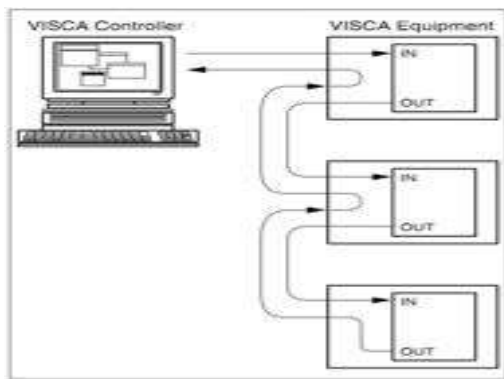 VISCA Controller
VISCA Equipment
IN
OUT
IN
OUT
IN
OUT